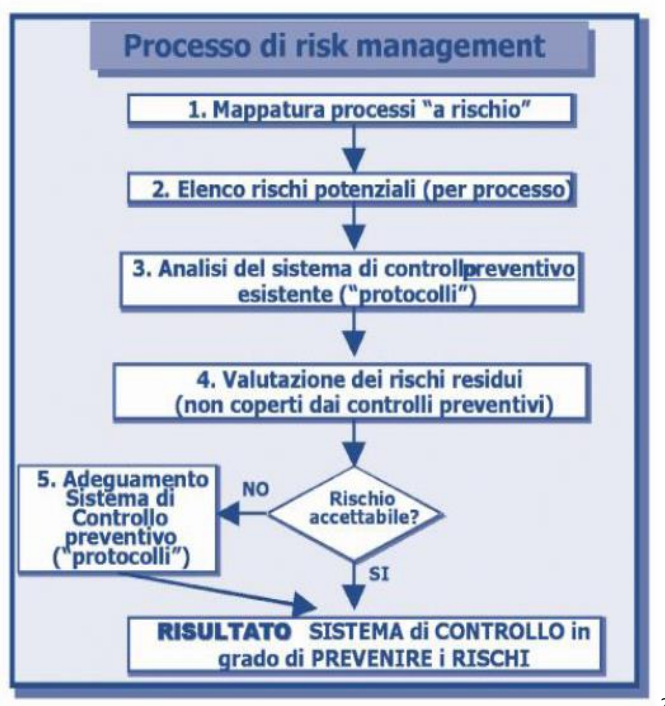 Processo di risk management
1. Mappatura processi “a rischio”
2. Elenco rischi potenziali (per processo)
3. Analisi del sistema di controllo preventivo
esistente (“protocolli”)
4. Valutazione dei rischi residui
(non coperti dai controlli preventivi)
Rischio
accettabile?
NO
5. Adeguamento
Sistema di
Controllo
preventivo
(“protocolli”)
SI
RISULTATO SISTEMA di CONTROLLO in
grado di PREVENIRE i RISCHI